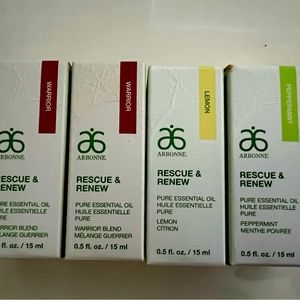 WARRIOR
ARBONNE
RESCUE &
RENEW
PURE ESSENTIAL OIL
HUILE ESSENTIELLE
PURE
WARRIOR BLEND
MÉLANGE GUERRIER
0.5 fl. oz. / 15 ml
WARRIOR
ARBONNE.
RESCUE &
RENEW
PURE ESSENTIAL OIL
HUILE ESSENTIELLE
PURE
WARRIOR BLEND
MÉLANGE GUERRIER
0.5 fl. oz. / 15 ml
LEMON
ARBONNE.
RESCUE &
RENEW
PURE ESSENTIAL OIL
HUILE ESSENTIELLE
PURE
LEMON
CITRON
0.5 fl. oz. / 15 ml
PEPPERMINT
ARBONNE.
RESCUE &
RENEW
PURE ESSENTIAL OIL
HUILE ESSENTIELLE
PURE
PEPPERMINT
MENTHE POIVRÉE
0.5 fl. oz. / 15 ml